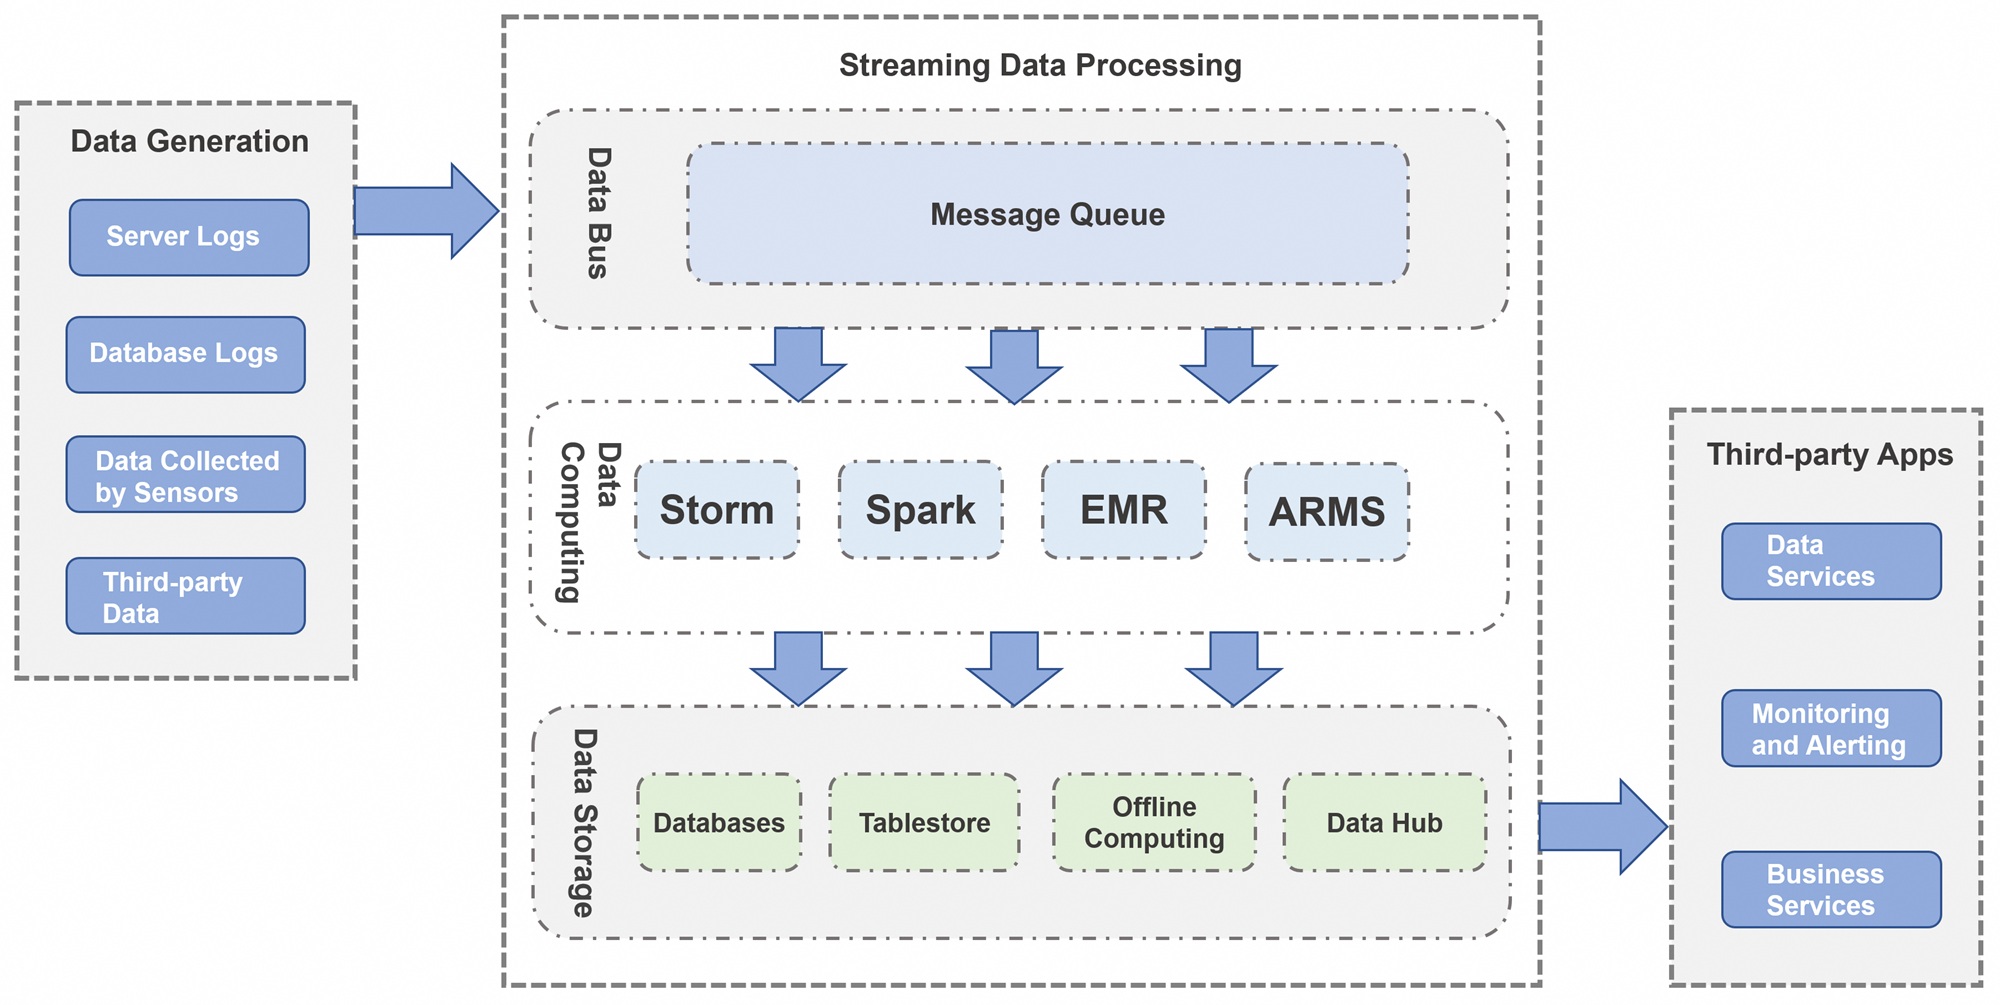 Streaming Data Processing
Data Generation
Server Logs
Database Logs
Data Collected
by Sensors
Third-party
Data
Data Bus
Message Queue
Data
Computing
Storm
Spark
EMR
ARMS
Data Storage
Databases
Tablestore
Offline
Computing
Data Hub
Third-party Apps
Data
Services
Monitoring
and Alerting
Business
Services